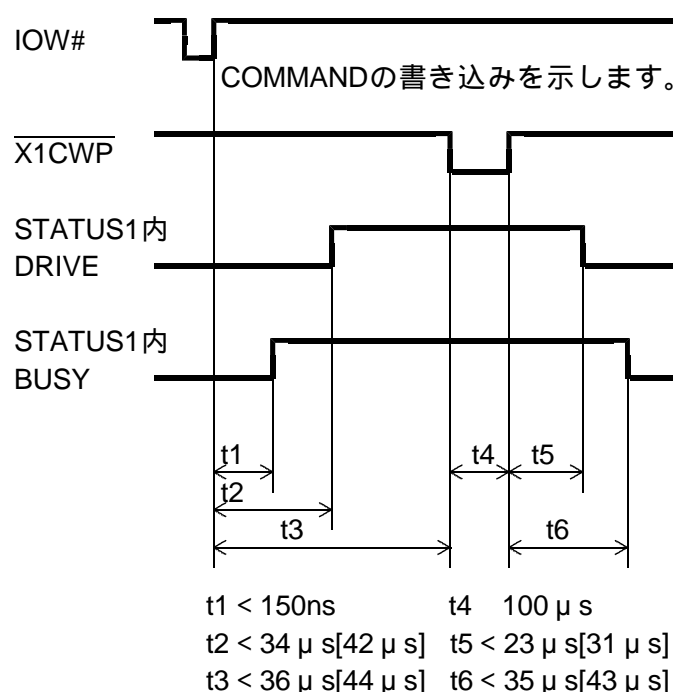 IOW#
COMMANDの書き込みを示します。
X1CWP
STATUS1内
DRIVE
STATUS1内
BUSY
t1
t4
t5
t2
t3
t6
t1 < 150ns
t4 100 μ s
t2 < 34 μ s[42 μ s]
t5 < 23 μ s[31 μ s]
t3 < 36 μ s[44 μ s]
t6 < 35 μ s[43 μ s]